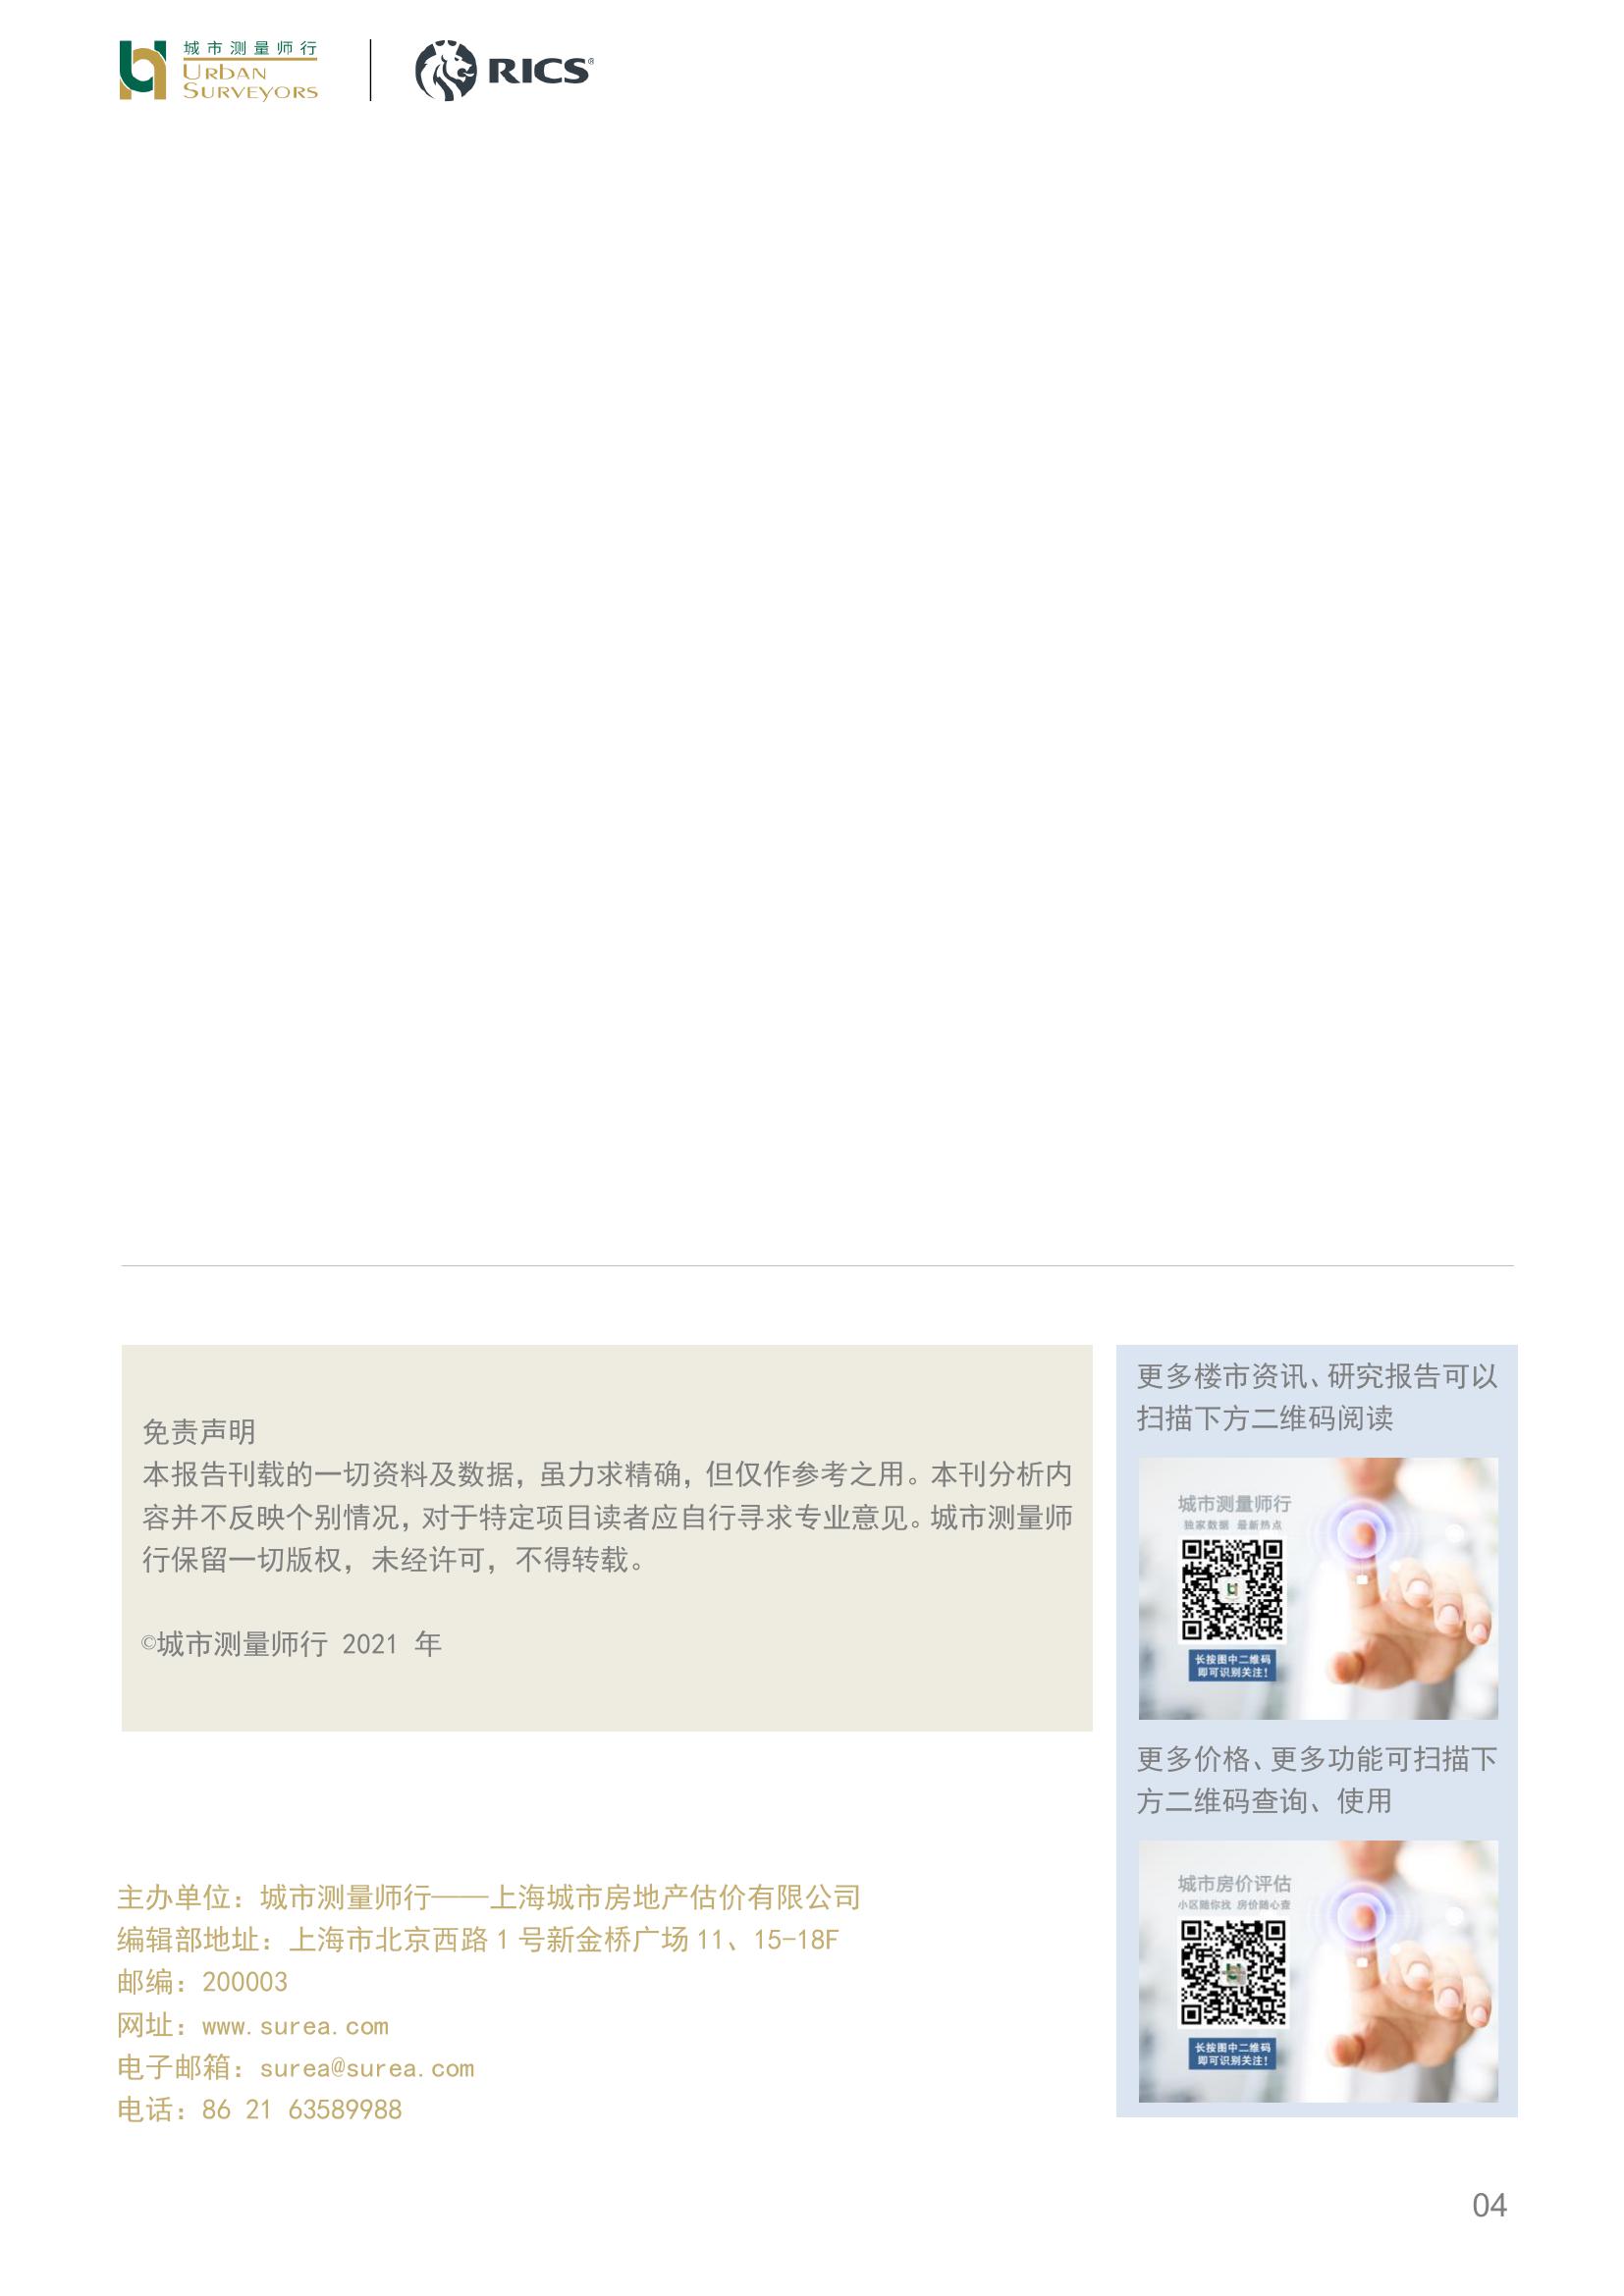 城市测量师行
URBAN
SURVEYORS
RICS®
免责声明
本报告刊载的一切资料及数据，虽力求精确，但仅作参考之用。本刊分析内
容并不反映个别情况，对于特定项目读者应自行寻求专业意见。城市测量师
行保留一切版权，未经许可，不得转载。
©城市测量师行 2021 年
更多楼市资讯、研究报告可以
扫描下方二维码阅读
城市测量师行
独家数据 最新热点
长按图中二维码
即可识别关注！
更多价格、更多功能可扫描下
方二维码查询、使用
城市房价评估
小区随你找 房价随心查
长按图中二维码
即可识别关注！
主办单位：城市测量师行——上海城市房地产估价有限公司
编辑部地址：上海市北京西路 1 号新金桥广场 11、15-18F
邮编：200003
网址：www.surea.com
电子邮箱：surea@surea.com
电话：86 21 63589988
04